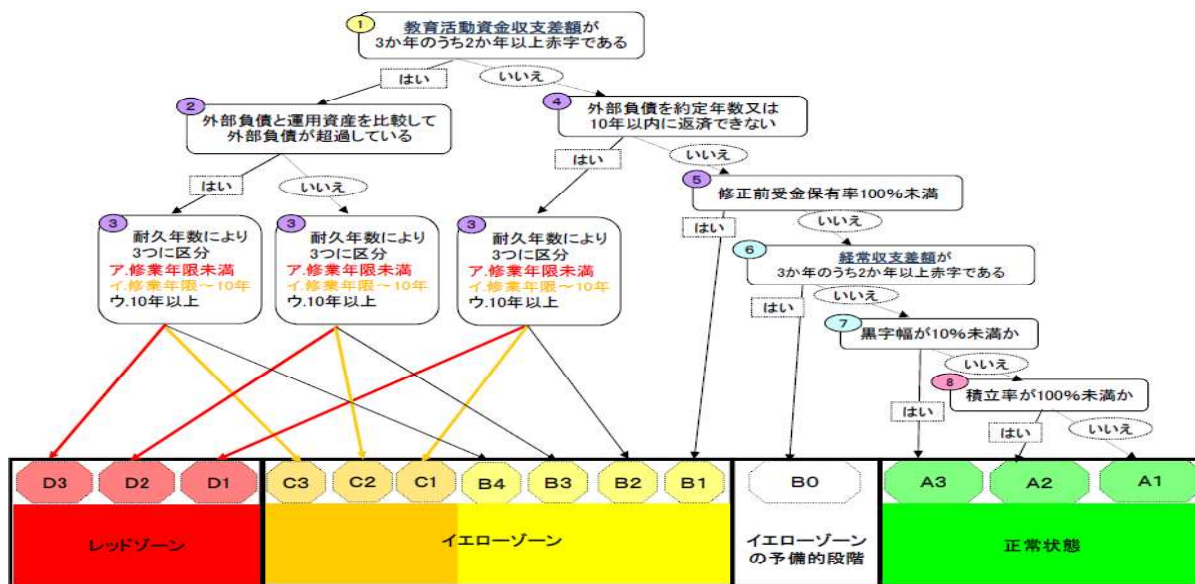 1
教育活動資金収支差額が
3か年のうち2か年以上赤字である
はい
いいえ
2
外部負債と運用資産を比較して
外部負債が超過している
4
外部負債を約定年数又は
10年以内に返済できない
はい
いいえ
はい
いいえ
5
修正前受金保有率100%未満
はい
いいえ
3
耐久年数により
3つに区分
ア.修業年限未満
イ.修業年限～10年
ウ.10年以上
3
耐久年数により
3つに区分
ア.修業年限未満
イ.修業年限～10年
ウ.10年以上
3
耐久年数により
3つに区分
ア.修業年限未満
イ.修業年限～10年
ウ.10年以上
6
経常収支差額が
3か年のうち2か年以上赤字である
はい
いいえ
7
黒字幅が10%未満か
はい
いいえ
8
積立率が100%未満か
はい
いいえ
D3
D2
D1
C3
C2
C1
B4
B3
B2
B1
B0
A3
A2
A1
レッドゾーン
イエローゾーン
イエローゾーン
の予備的段階
正常状態